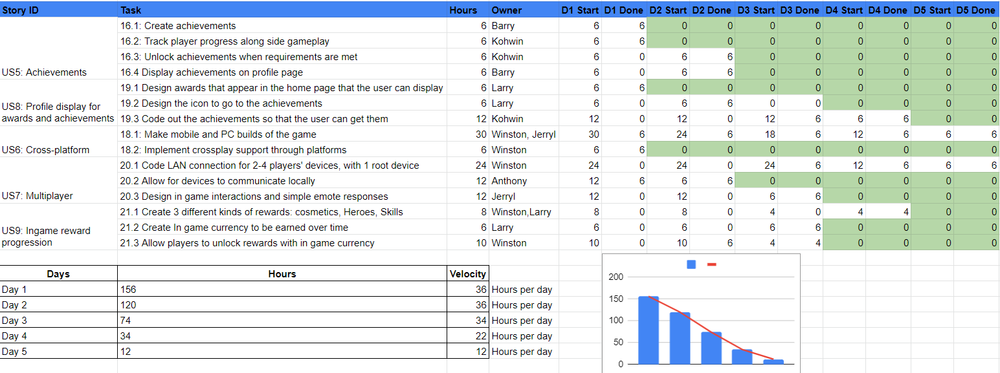 Story ID Task Hours Owner D1 Start D1 Done D2 Start D2 Done D3 Start D3 Done D4 Start D4 Done D5 Start D5 Done
16.1: Create achievements 6 Barry 6 6 0 0 0 0 0 0 0 0
16.2: Track player progress along side gameplay 6 Kohwin 6 6 0 0 0 0 0 0 0 0
16.3: Unlock achievements when requirements are met 6 Kohwin 6 0 6 6 0 0 0 0 0 0
US5: Achievements 16.4 Display achievements on profile page 6 Barry 6 0 6 6 0 0 0 0 0 0
19.1 Design awards that appear in the home page that the user can display 6 Larry 6 6 0 0 0 0 0 0 0 0
US8: Profile display for 19.2 Design the icon to go to the achievements 6 Larry 6 0 6 6 0 0 0 0 0 0
awards and achievements 19.3 Code out the achievements so that the user can get them 12 Kohwin 12 0 12 0 12 6 6 6 0 0
18.1: Make mobile and PC builds of the game 30 Winston, Jerryl 30 6 24 6 18 6 12 6 6 6
US6: Cross-platform 18.2: Implement crossplay support through platforms 6 Winston 6 6 0 0 0 0 0 0 0 0
20.1 Code LAN connection for 2-4 players' devices, with 1 root device 24 Winston 24 0 24 0 24 6 12 6 6 6
20.2 Allow for devices to communicate locally 12 Anthony 12 6 6 6 0 0 0 0 0 0
US7: Multiplayer 20.3 Design in game interactions and simple emote responses 12 Jerryl 12 0 12 0 6 6 0 0 0 0
21.1 Create 3 different kinds of rewards: cosmetics, Heroes, Skills 8 Winston,Larry 8 0 8 0 4 0 4 4 0 0
US9: Ingame reward 21.2 Create In game currency to be earned over time 6 Larry 6 0 6 0 6 6 0 0 0 0
progression 21.3 Allow players to unlock rewards with in game currency 10 Winston 10 0 10 6 4 4 0 0 0 0
Days Hours Velocity
Day 1 156 36 Hours per day
Day 2 120 36 Hours per day
Day 3 74 34 Hours per day
Day 4 34 22 Hours per day
Day 5 12 12 Hours per day
200
150
100
50
0